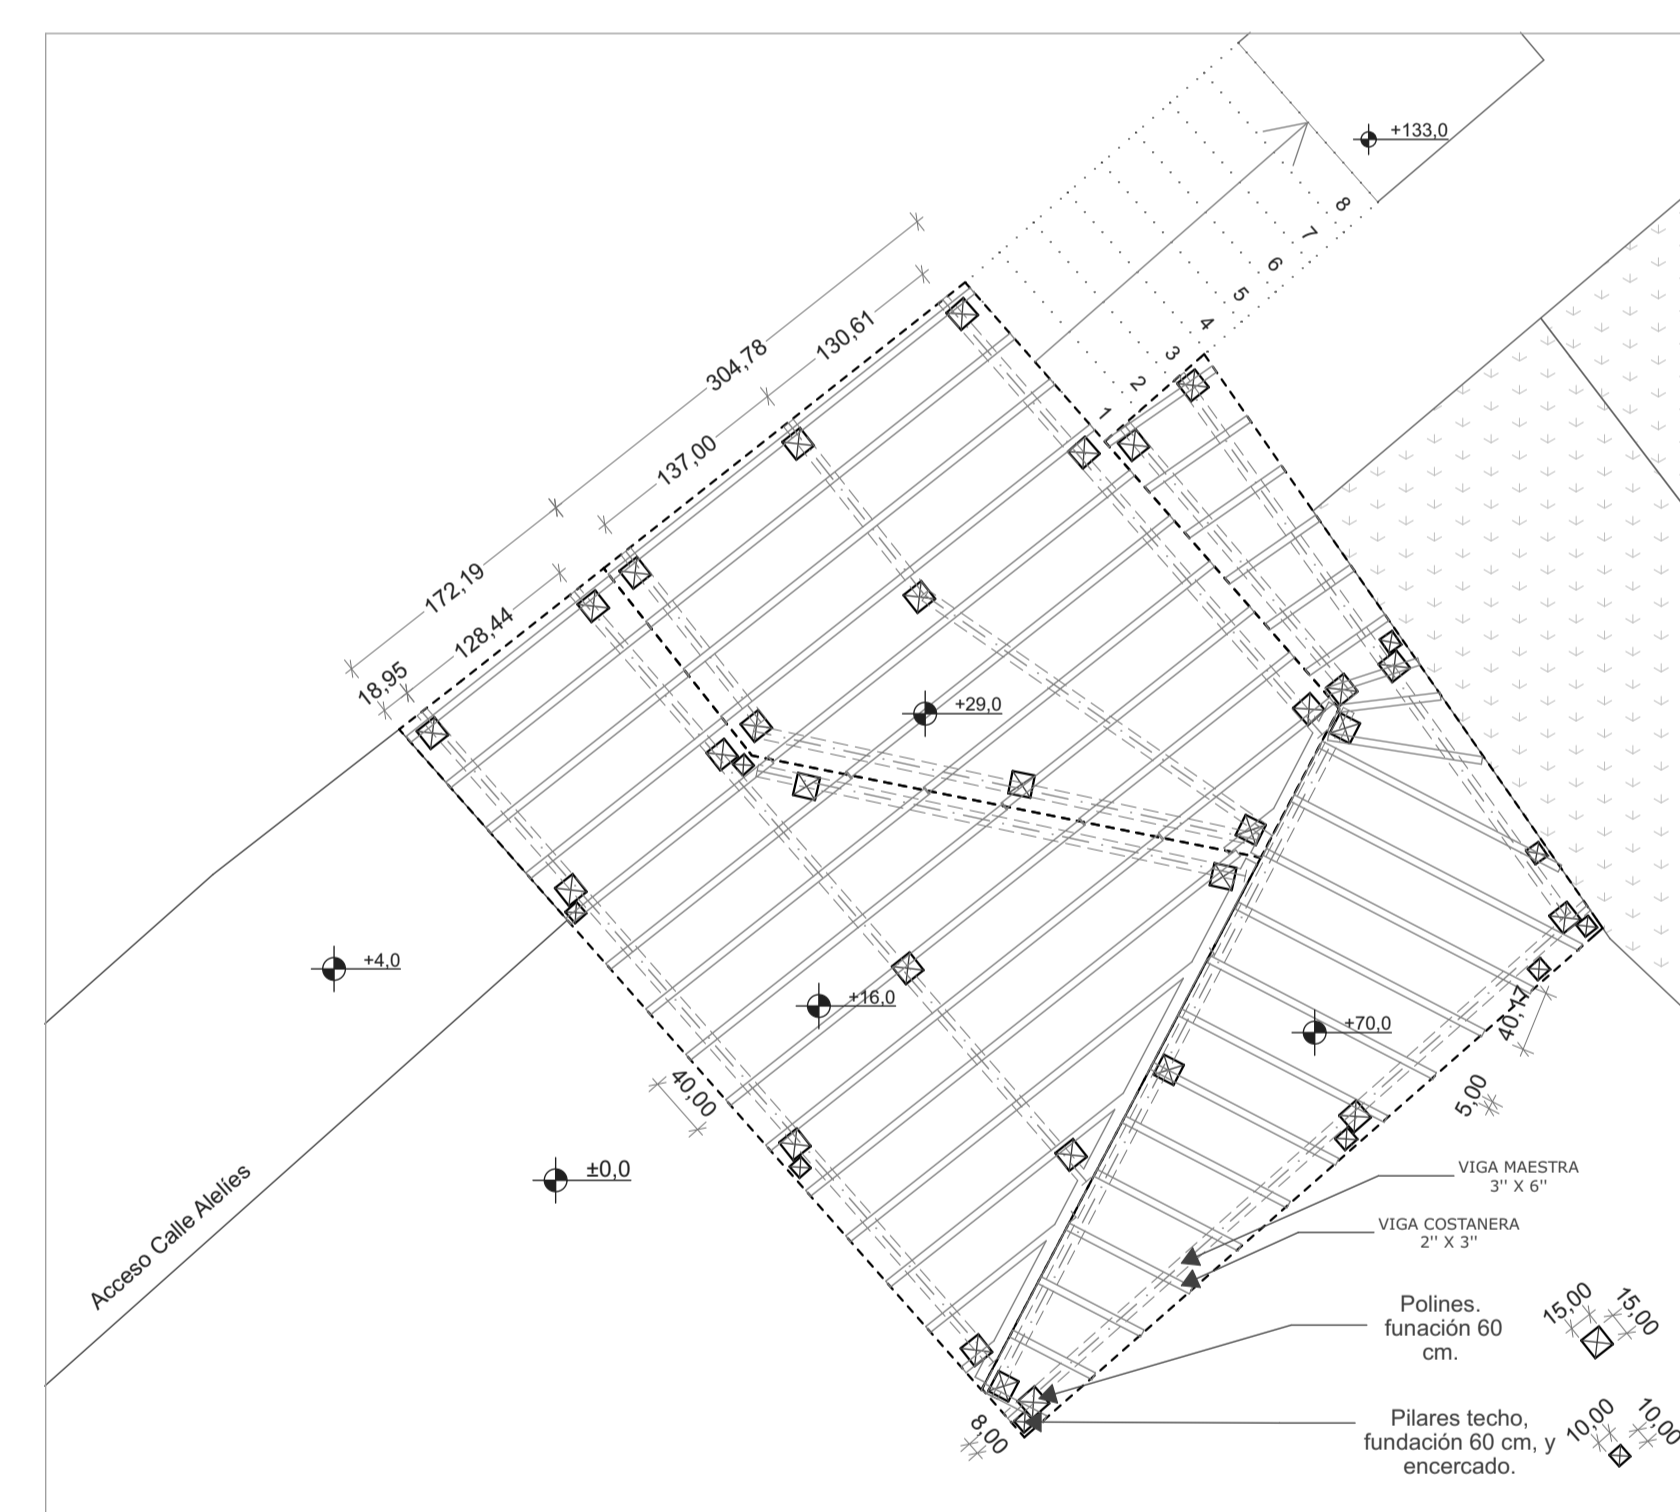 +133,0
8
7
6
5
4
3
2
1
304,78
130,61
137,00
172,19
128,44
18,95
+29,0
+4,0
+16,0
+70,0
40,17
40,00
5,00
±0,0
Acceso Calle Alelíes
VIGA MAESTRA
3'' X 6''
VIGA COSTANERA
2'' X 3''
Polines.
funación 60
cm.
15,00
15,00
Pilares techo,
fundación 60 cm, y
encercado.
10,00
10,00
8,00